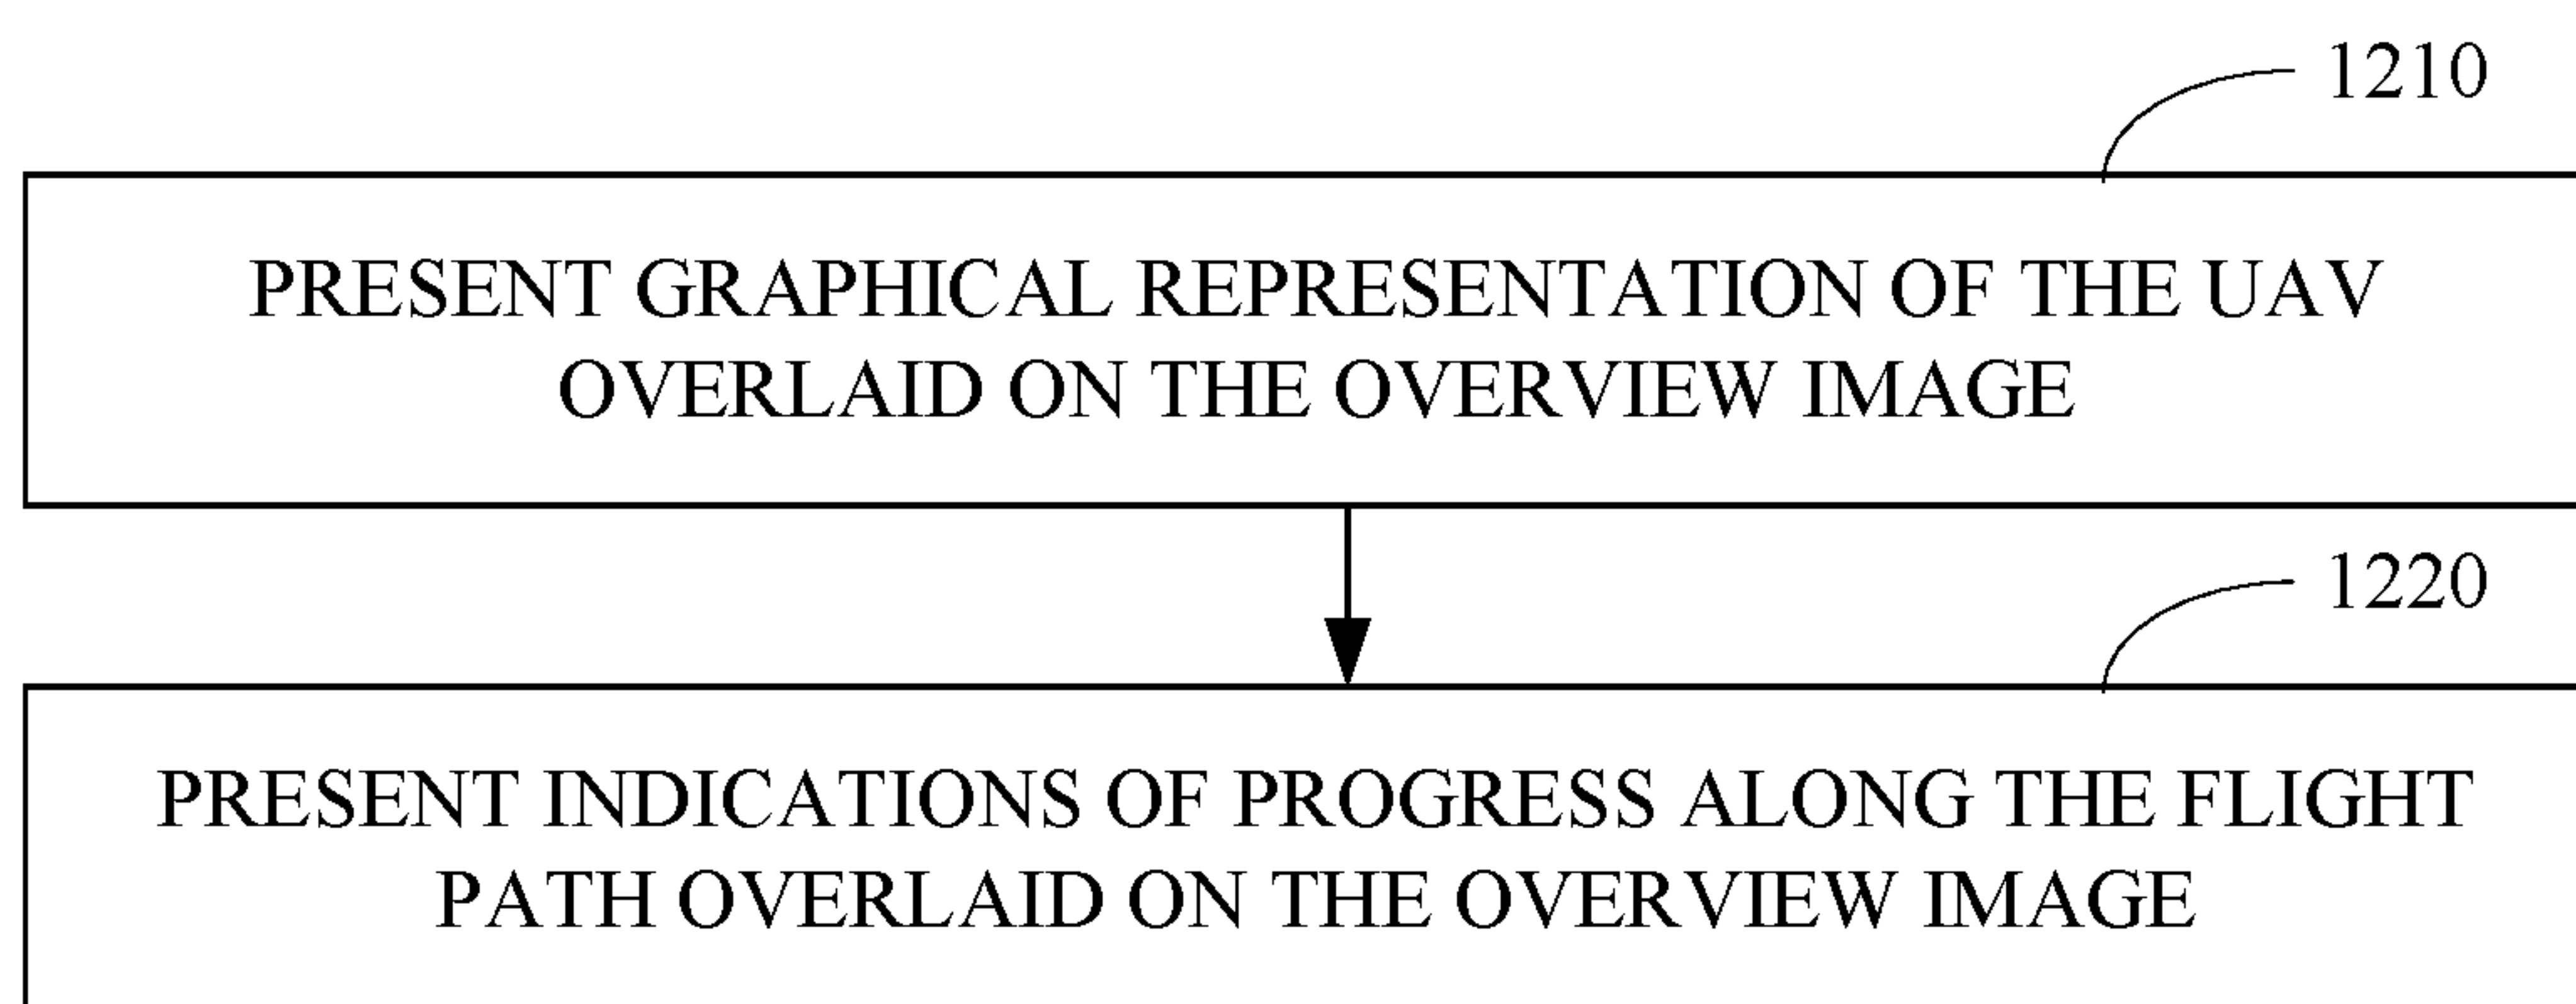 1210
PRESENT GRAPHICAL REPRESENTATION OF THE UAV
OVERLAID ON THE OVERVIEW IMAGE
1220
PRESENT INDICATIONS OF PROGRESS ALONG THE FLIGHT
PATH OVERLAID ON THE OVERVIEW IMAGE